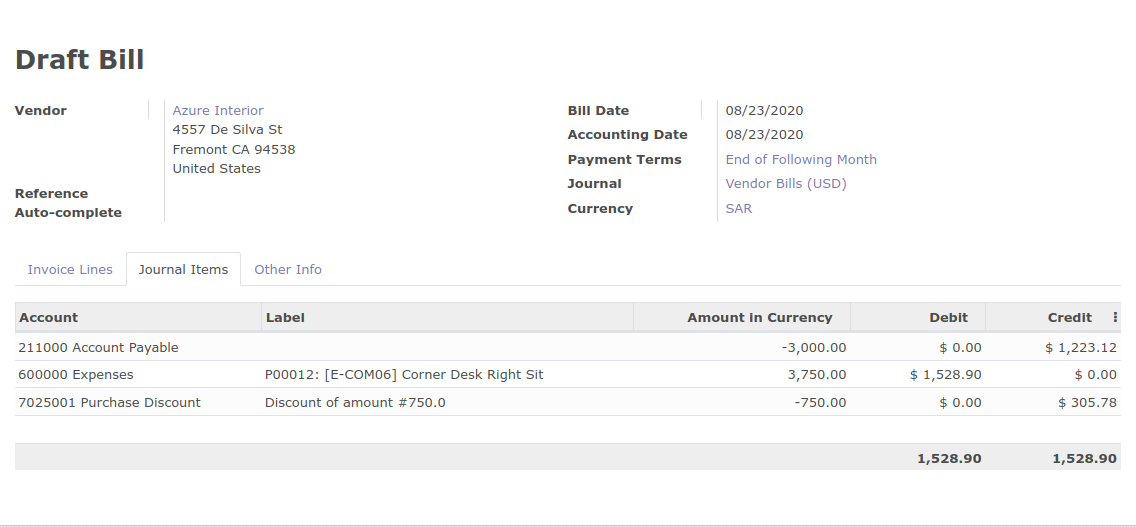 Draft Bill
Vendor
Azure Interior
4557 De Silva St
Fremont CA 94538
United States
Reference
Auto-complete
Bill Date 08/23/2020
Accounting Date 08/23/2020
Payment Terms End of Following Month
Journal Vendor Bills (USD)
Currency SAR
Invoice Lines Journal Items Other Info
Account Label Amount in Currency Debit Credit
211000 Account Payable -3,000.00 $ 0.00 $ 1,223.12
600000 Expenses P00012: [E-COM06] Corner Desk Right Sit 3,750.00 $ 1,528.90 $ 0.00
7025001 Purchase Discount Discount of amount #750.0 -750.00 $ 0.00 $ 305.78
1,528.90 1,528.90